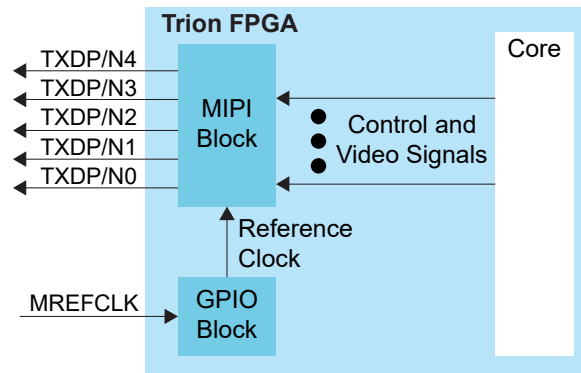 Trion FPGA
TXDP/N4
TXDP/N3
TXDP/N2
TXDP/N1
TXDP/N0
MIPI
Block
Core
Control and
Video Signals
Reference
Clock
MREFCLK
GPIO
Block